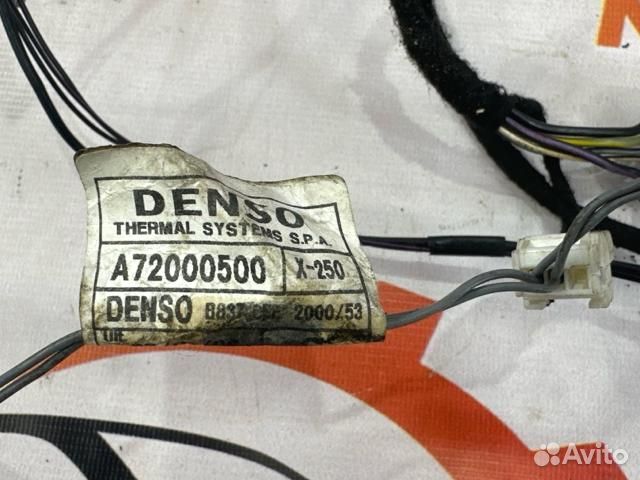 DENSO
THERMAL SYSTEMS S.P.A.
A72000500 X-250
DENSO 2000/53
Avito